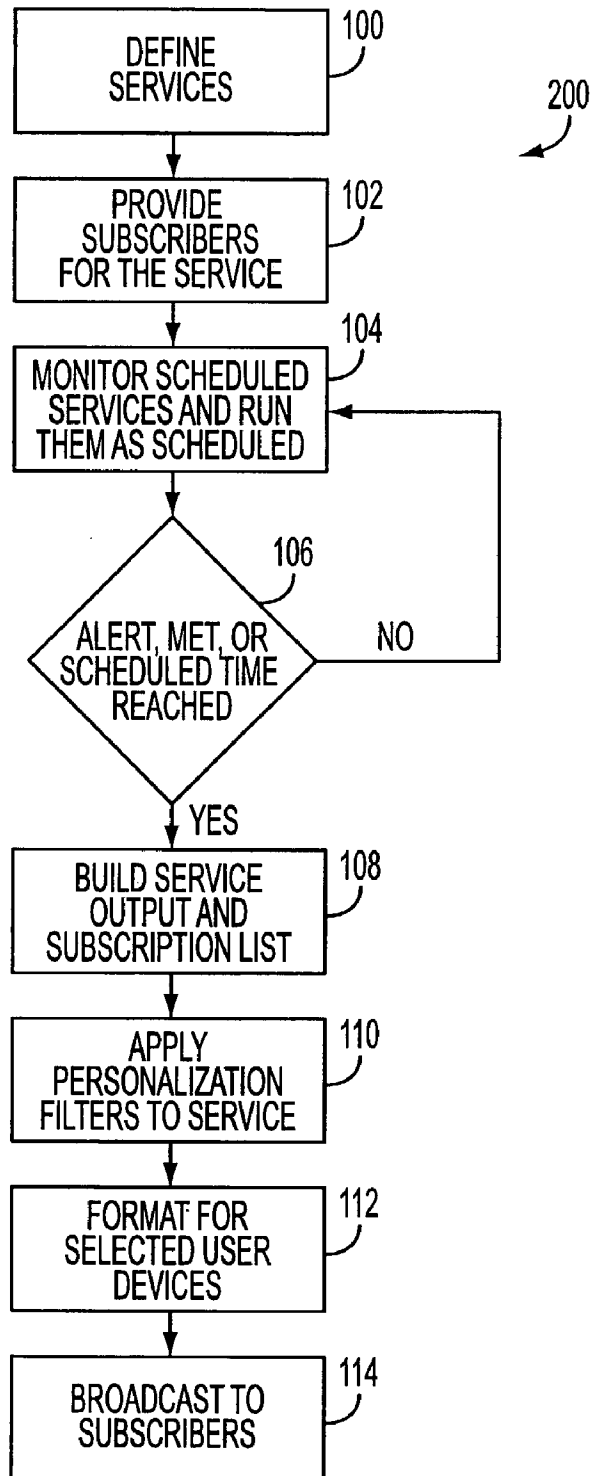 100
DEFINE
SERVICES
200
102
PROVIDE
SUBSCRIBERS
FOR THE SERVICE
104
MONITOR SCHEDULED
SERVICES AND RUN
THEM AS SCHEDULED
106
ALERT, MET, OR
SCHEDULED TIME
REACHED
NO
YES
108
BUILD SERVICE
OUTPUT AND
SUBSCRIPTION LIST
110
APPLY
PERSONALIZATION
FILTERS TO SERVICE
112
FORMAT FOR
SELECTED USER
DEVICES
114
BROADCAST TO
SUBSCRIBERS